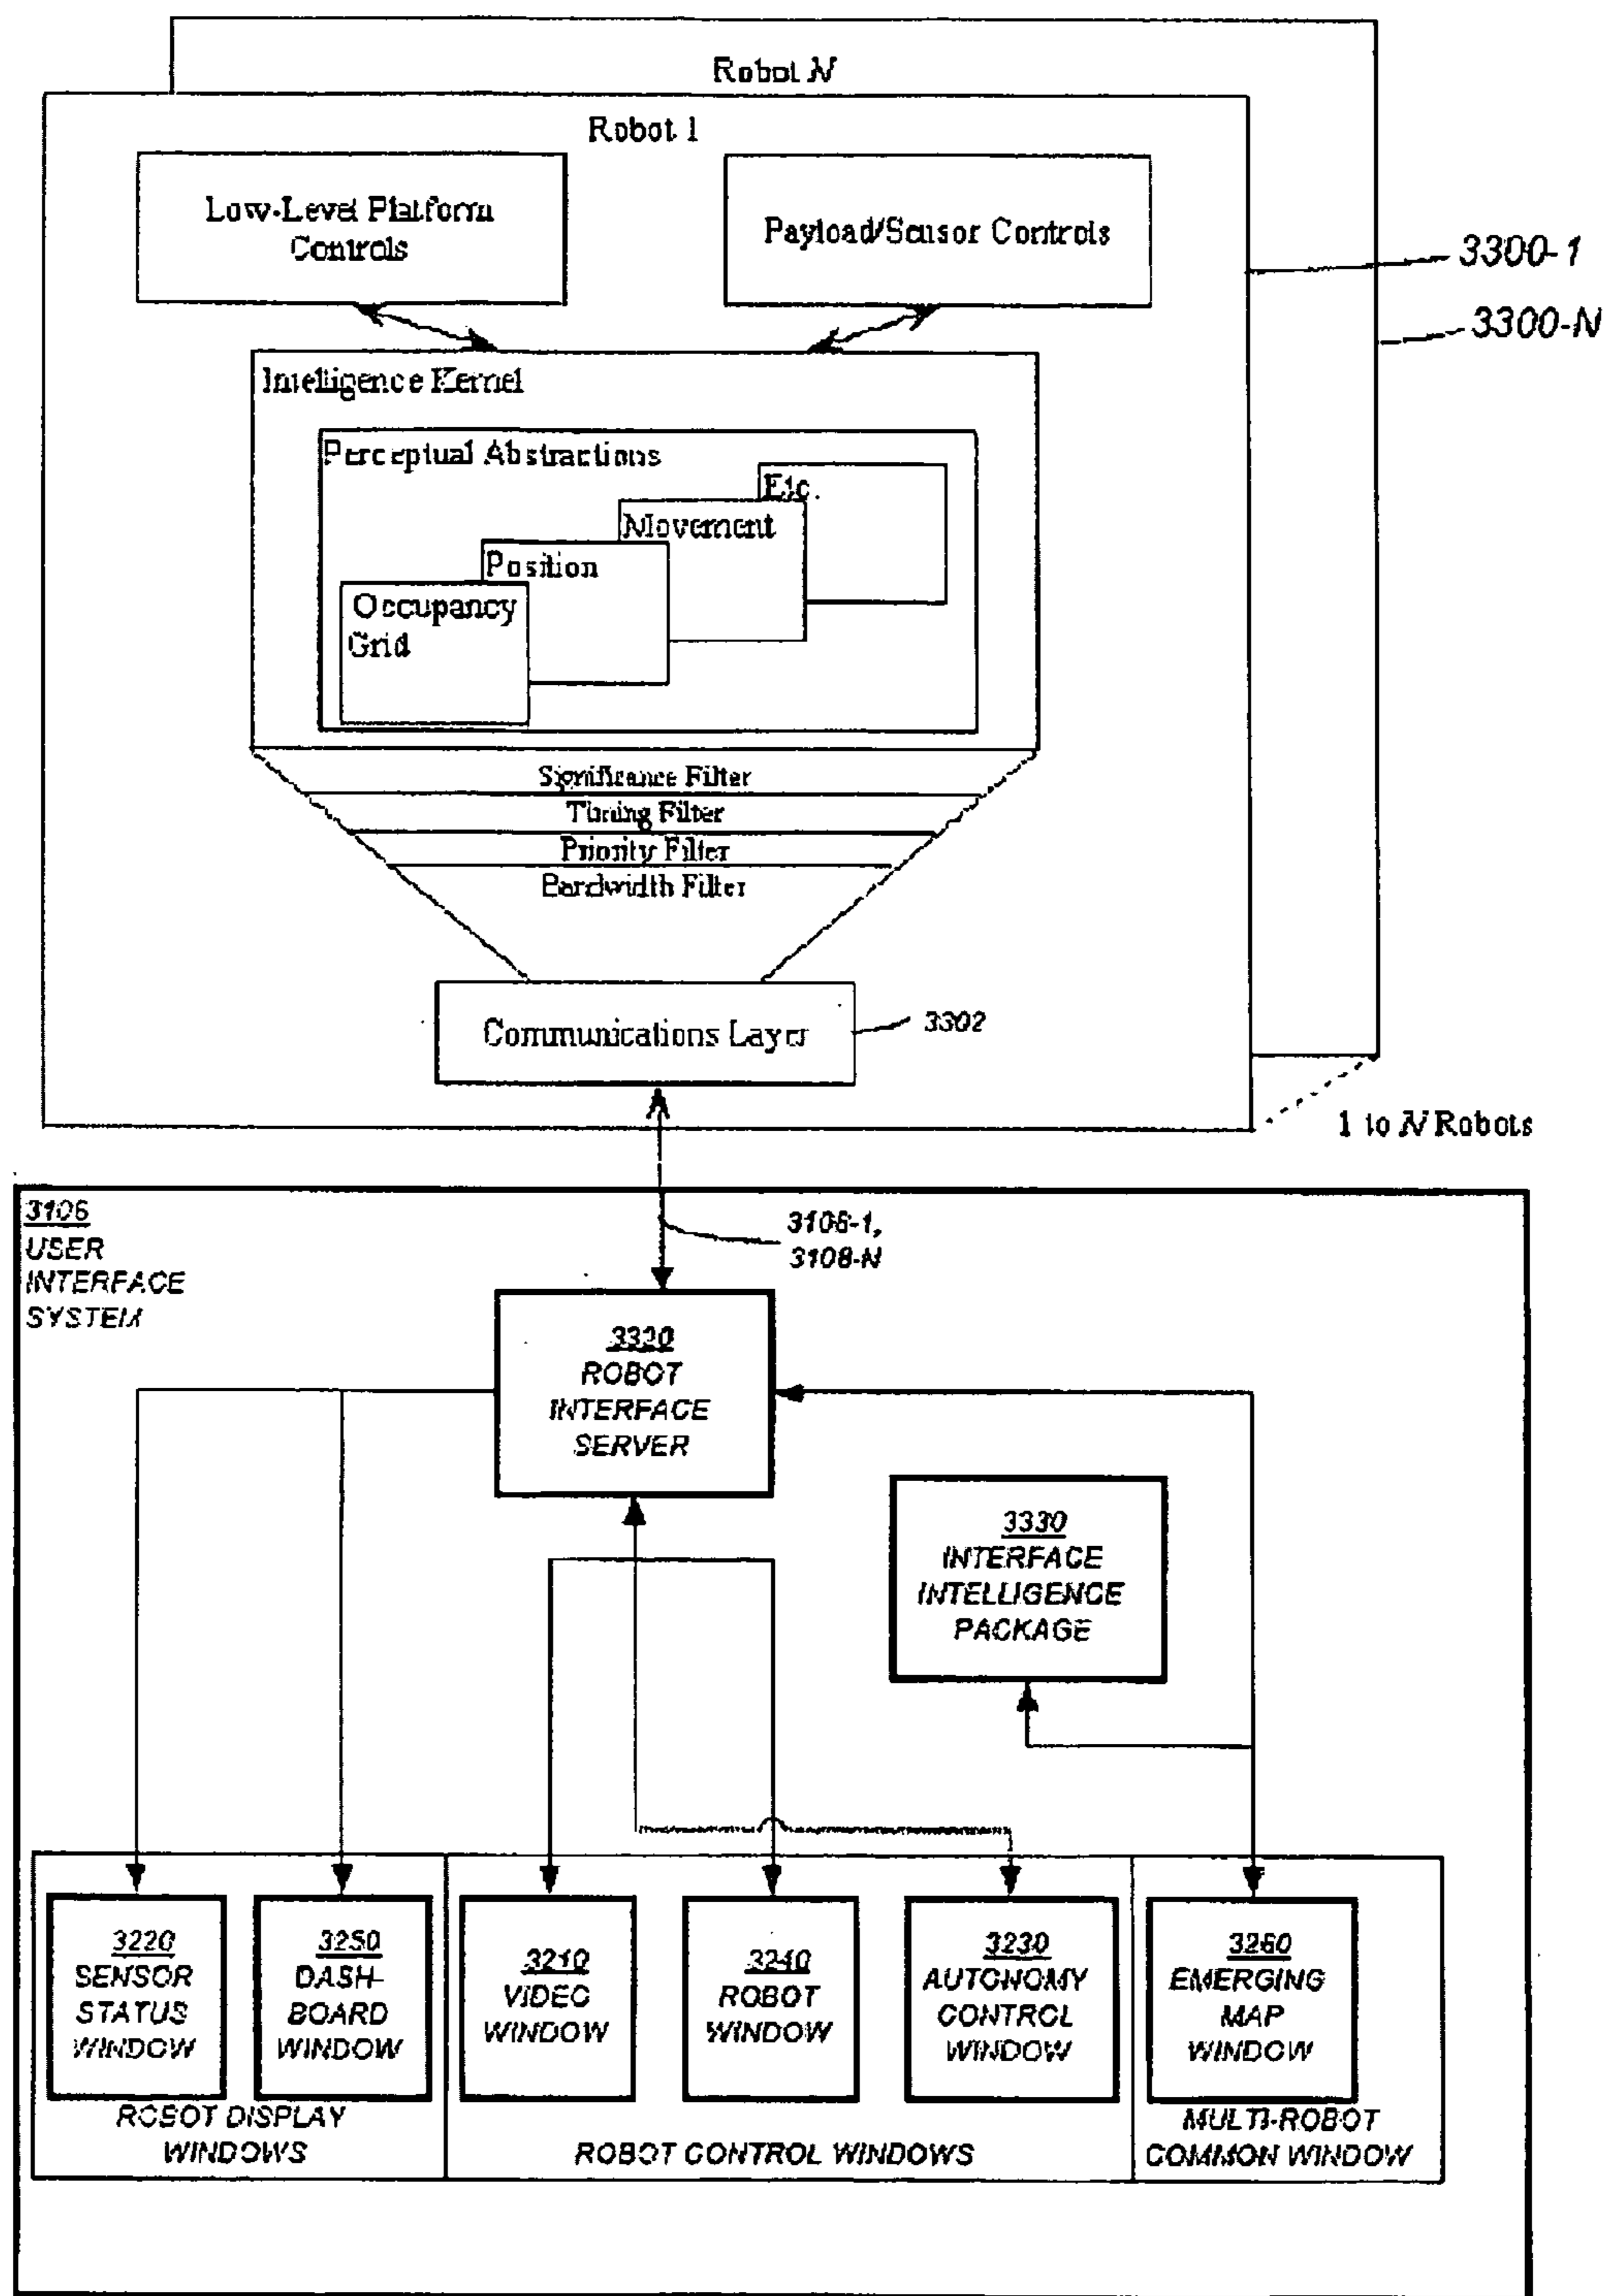 Robot N
Robot 1
Low-Level Platform
Controls
Payload/Sensor Controls
3300-1
3300-N
Intelligence Kernel
Perceptual Abstractions
Etc.
Movement
Position
Occupancy
Grid
Significance Filter
Timing Filter
Priority Filter
Bandwidth Filter
Communications Layer
3302
1 to N Robots
3106
USER
INTERFACE
SYSTEM
3108-1,
3108-N
3320
ROBOT
INTERFACE
SERVER
3330
INTERFACE
INTELLIGENCE
PACKAGE
3220
SENSOR
STATUS
WINDOW
3250
DASH-
BOARD
WINDOW
3210
VIDEO
WINDOW
3240
ROBOT
WINDOW
3230
AUTONOMY
CONTROL
WINDOW
3260
EMERGING
MAP
WINDOW
ROBOT DISPLAY
WINDOWS
ROBOT CONTROL WINDOWS
MULTI-ROBOT
COMMON WINDOW